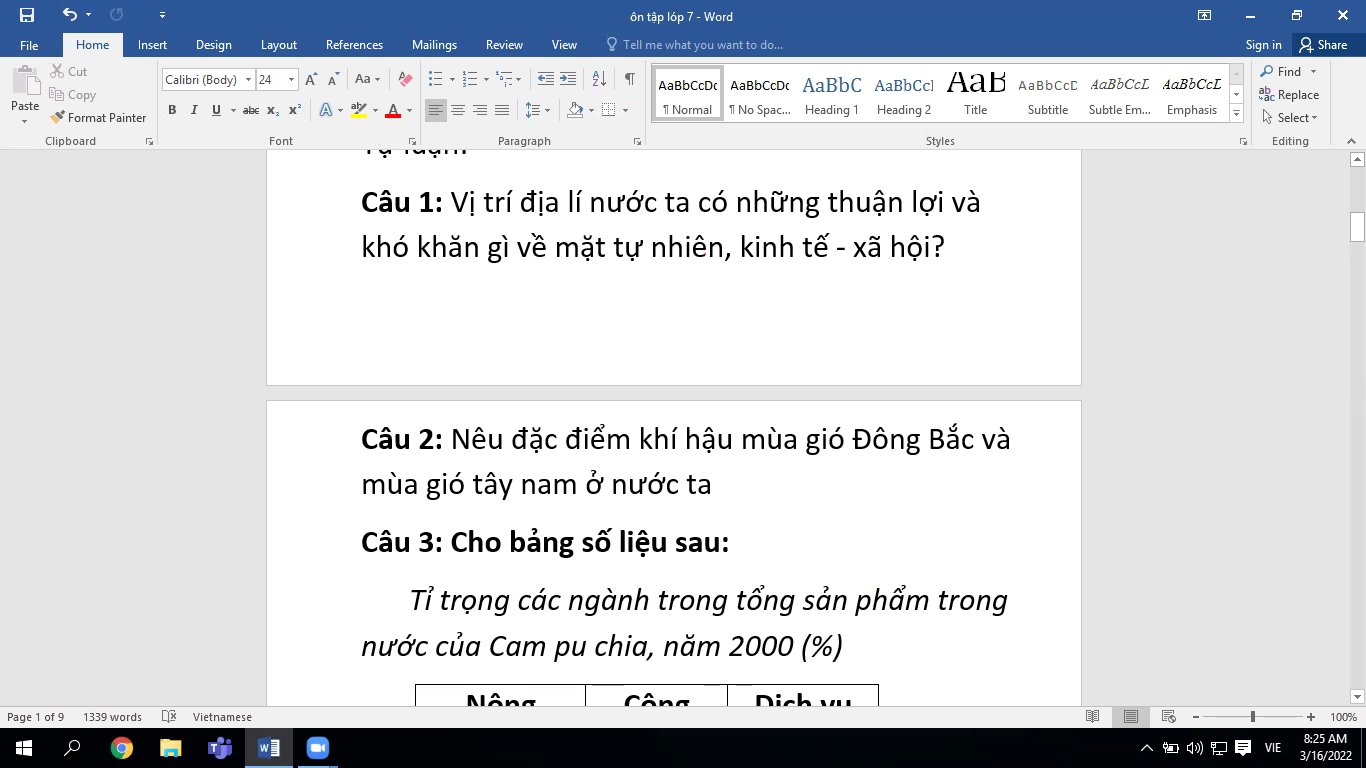 ôn tập lóp 7 - Word
File Home Insert Design Layout References Mailings Review View Tell me what you want to do... Sign in Share
Paste
Cut
Copy
Format Painter
Clipboard
Calibri (Body) 24
Font
Paragraph
AaBbCcDc AaBbCcDc AaBbC AaBbCcl AaB AaBbCcD AaBbCcL AaBbCcL
¶ Normal ¶ No Spac... Heading 1 Heading 2 Title Subtitle Subtle Em... Emphasis
Styles
Find
Replace
Select
Editing
Tự luận:
Câu 1: Vị trí địa lí nước ta có những thuận lợi và
khó khăn gì về mặt tự nhiên, kinh tế - xã hội?
Câu 2: Nêu đặc điểm khí hậu mùa gió Đông Bắc và
mùa gió tây nam ở nước ta
Câu 3: Cho bảng số liệu sau:
Tỉ trọng các ngành trong tổng sản phẩm trong
nước của Cam pu chia, năm 2000 (%)
Nông Công Dịch vụ
Page 1 of 9 1339 words Vietnamese 100%
VIE 8:25 AM
3/16/2022